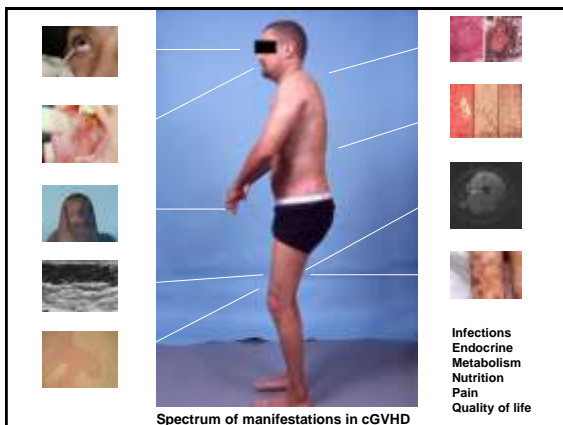 Infections
Endocrine
Metabolism
Nutrition
Pain
Quality of life
Spectrum of manifestations in cGVHD